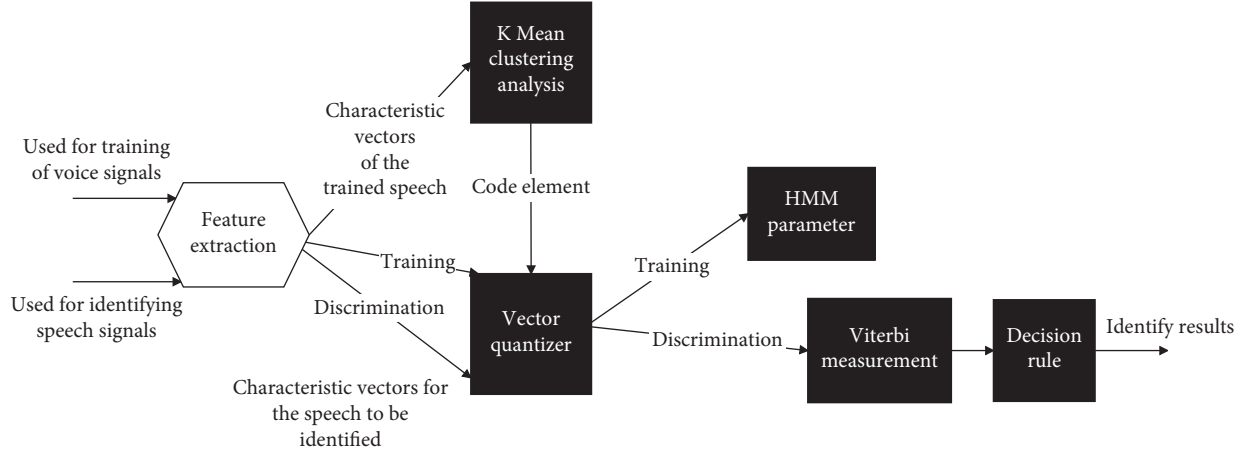 K Mean
clustering
analysis
Characteristic
vectors
of the
trained speech
Used for training
of voice signals
Code element
HMM
parameter
Feature
extraction
Training
Training
Used for identifying
speech signals
Discrimination
Vector
quantizer
Discrimination
Viterbi
measurement
Decision
rule
Identify results
Characteristic vectors for
the speech to be
identified